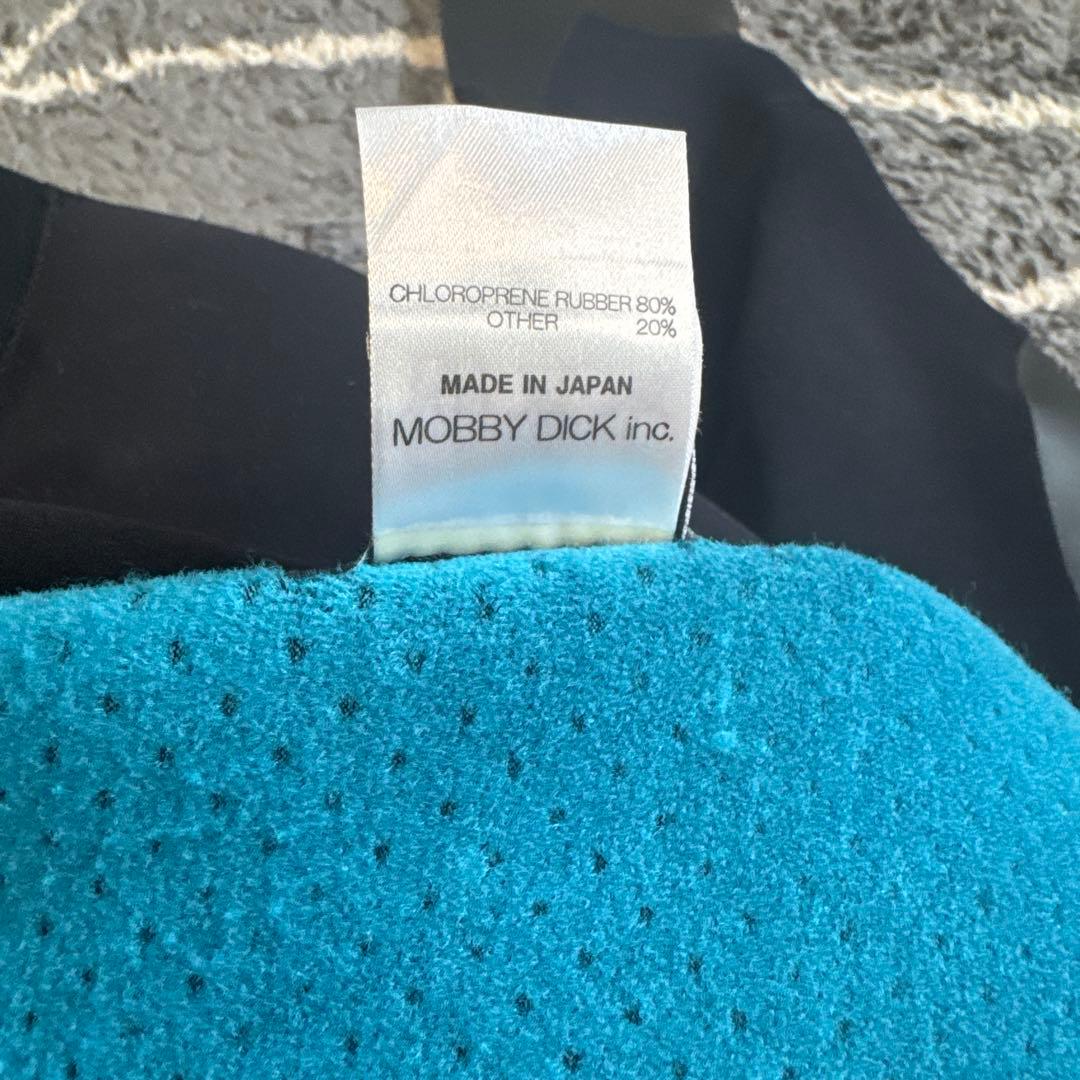 CHLOROPRENE RUBBER 80%
OTHER 20%
MADE IN JAPAN
MOBBY DICK inc.